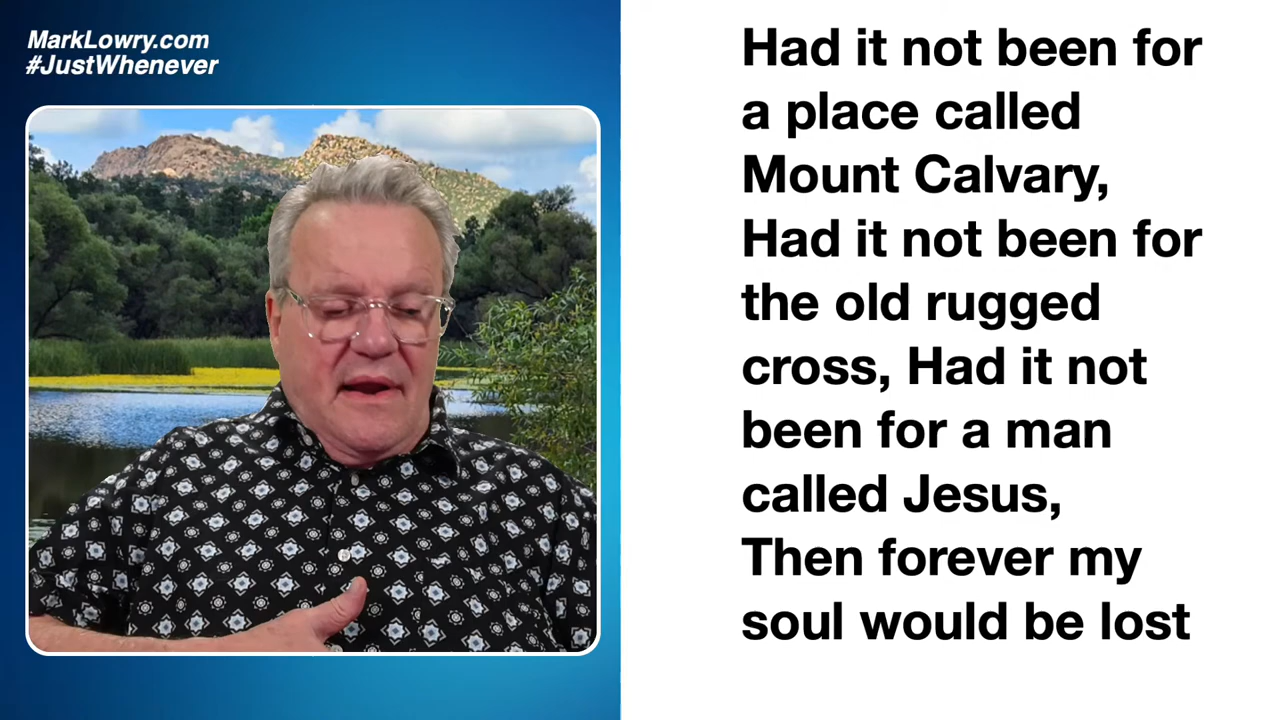 MarkLowry.com
#JustWhenever
Had it not been for
a place called
Mount Calvary,
Had it not been for
the old rugged
cross, Had it not
been for a man
called Jesus,
Then forever my
soul would be lost